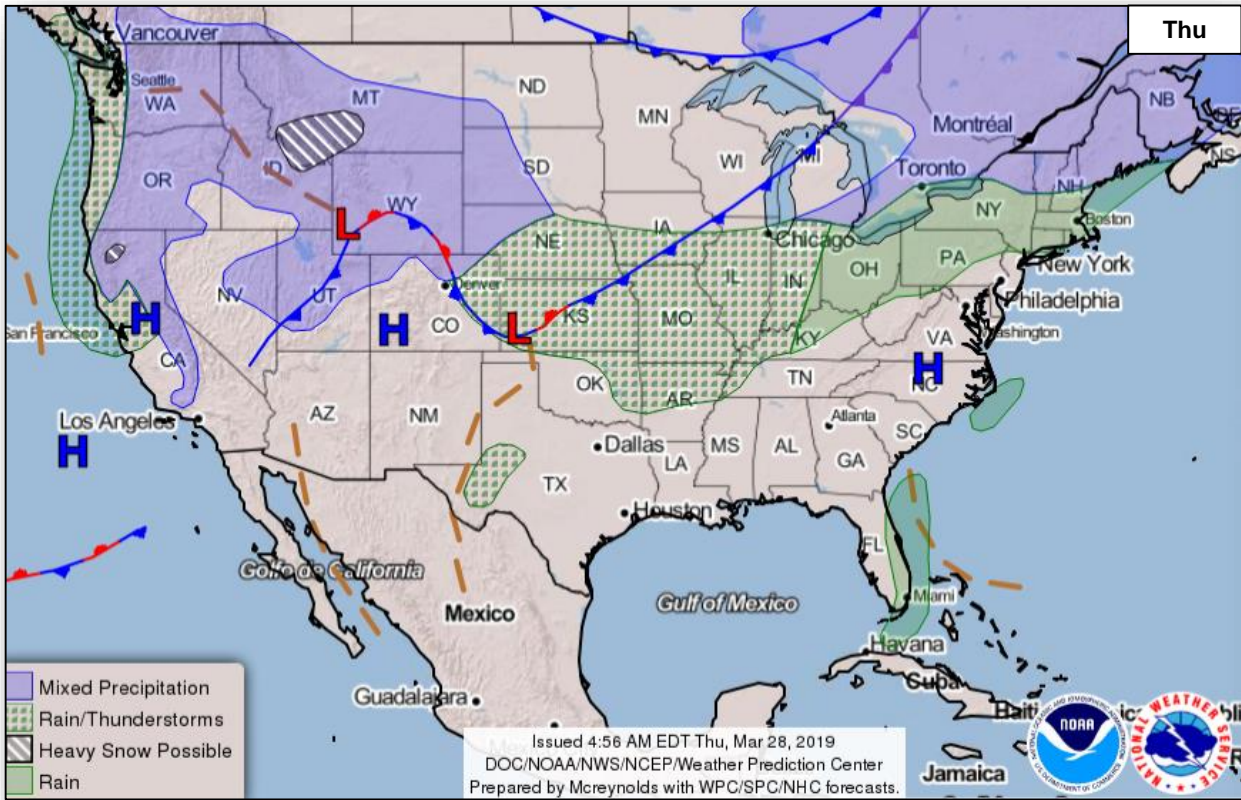 Thu
Vancouver
Seattle
WA
MT
ND
MN
Montréal
NB
NS
OR
ID
SD
WI
MI
Toronto
NH
WY
L
NE
IA
Chicago
NY
Boston
Denver
IL
IN
OH
PA
New York
NV
UT
CO
H
L
KS
MO
KY
VA
Philadelphia
Washington
San Francisco
H
CA
AZ
NM
OK
AR
TN
NC
H
Los Angeles
H
Dallas
MS
AL
Atlanta
SC
GA
LA
TX
Houston
FL
Golfo de California
Mexico
Gulf of Mexico
Miami
Havana
Cuba
Guadalajara
Jamaica
Mixed Precipitation
Rain/Thunderstorms
Heavy Snow Possible
Rain
Issued 4:56 AM EDT Thu, Mar 28, 2019
DOC/NOAA/NWS/NCEP/Weather Prediction Center
Prepared by Mcreynolds with WPC/SPC/NHC forecasts.
NOAA
NATIONAL WEATHER SERVICE